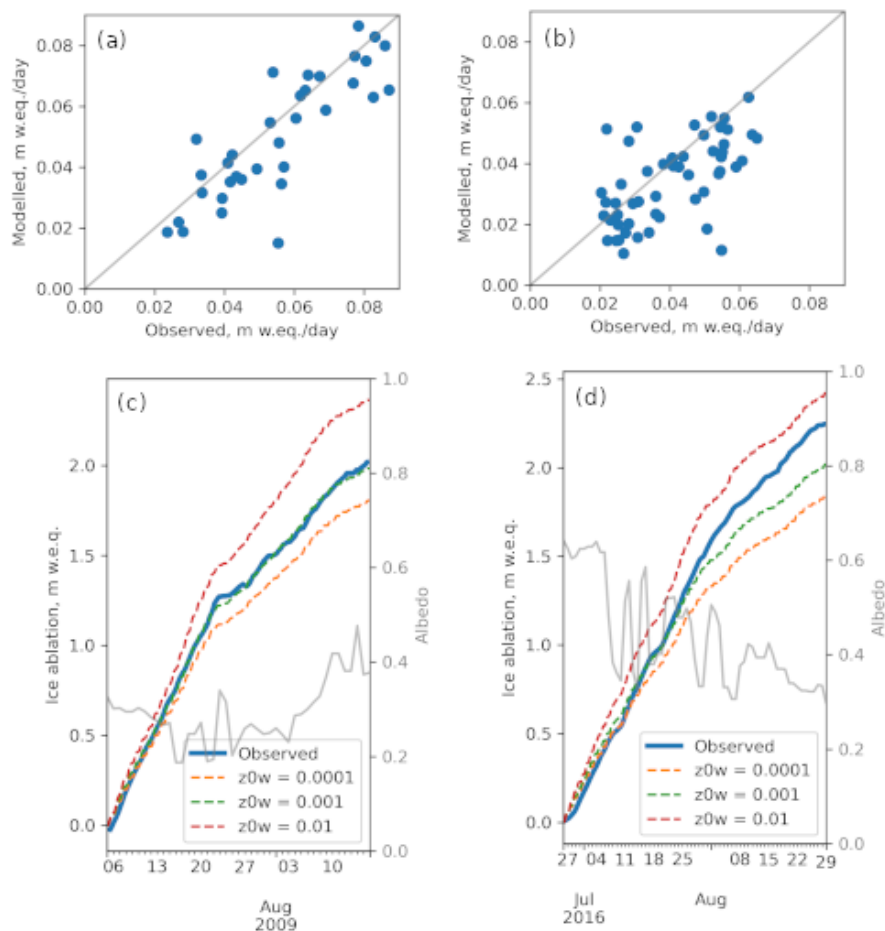 (a)
0.08
0.06
0.04
0.02
0.00
Modelled, m w.eq./day
0.00 0.02 0.04 0.06 0.08
Observed, m w.eq./day
(b)
0.08
0.06
0.04
0.02
0.00
Modelled, m w.eq./day
0.00 0.02 0.04 0.06 0.08
Observed, m w.eq./day
(c)
2.0
1.5
1.0
0.5
0.0
Ice ablation, m w.eq.
1.0
0.8
0.6
0.4
0.2
0.0
Albedo
Observed
z0w = 0.0001
z0w = 0.001
z0w = 0.01
06 13 20 27 03 10
Aug
2009
(d)
2.5
2.0
1.5
1.0
0.5
0.0
Ice ablation, m w.eq.
1.0
0.8
0.6
0.4
0.2
0.0
Albedo
Observed
z0w = 0.0001
z0w = 0.001
z0w = 0.01
27 04 11 18 25 08 15 22 29
Jul Aug
2016